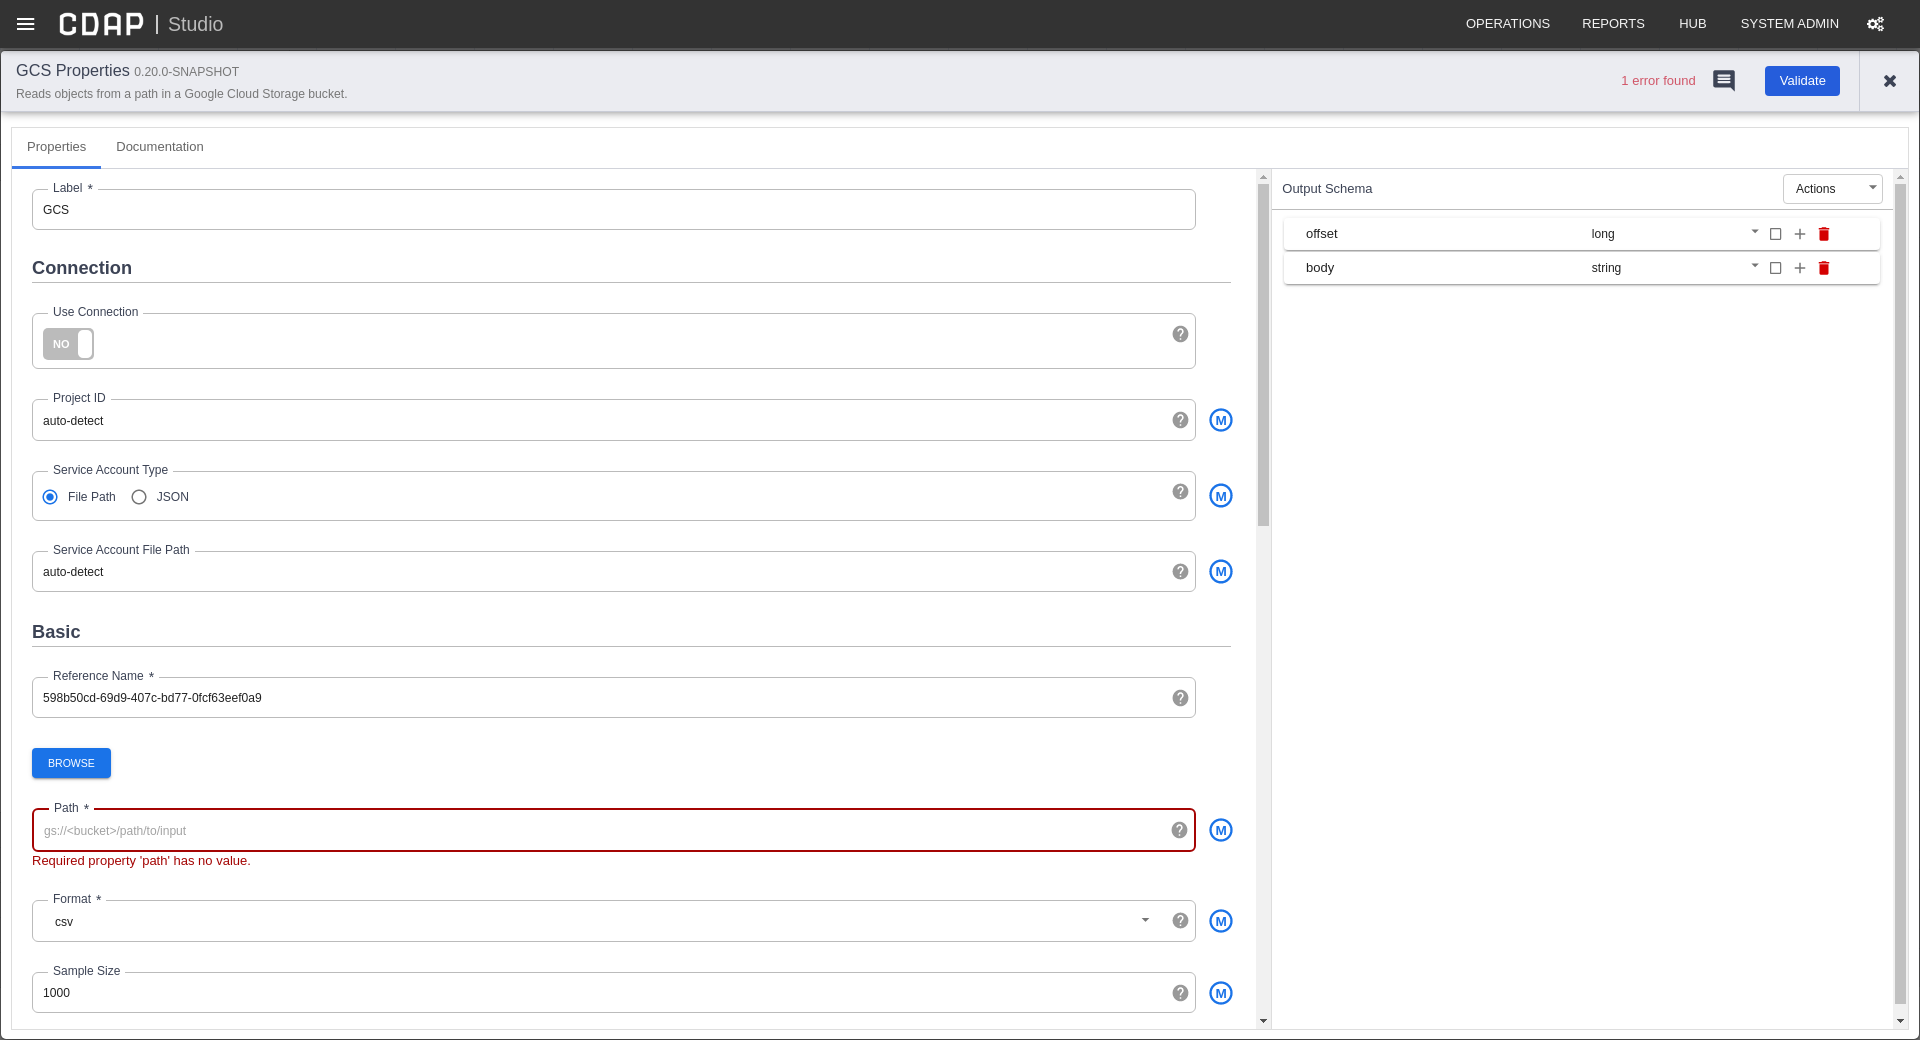 CDAP | Studio
OPERATIONS REPORTS HUB SYSTEM ADMIN
GCS Properties 0.20.0-SNAPSHOT
Reads objects from a path in a Google Cloud Storage bucket.
1 error found
Validate
Properties Documentation
Label *
GCS
Connection
Use Connection
NO
Project ID
auto-detect
M
Service Account Type
File Path JSON
M
Service Account File Path
auto-detect
M
Basic
Reference Name *
598b50cd-69d9-407c-bd77-0fcf63eef0a9
BROWSE
Path *
gs://<bucket>/path/to/input
M
Required property 'path' has no value.
Format *
csv
M
Sample Size
1000
M
Output Schema
Actions
offset long
body string